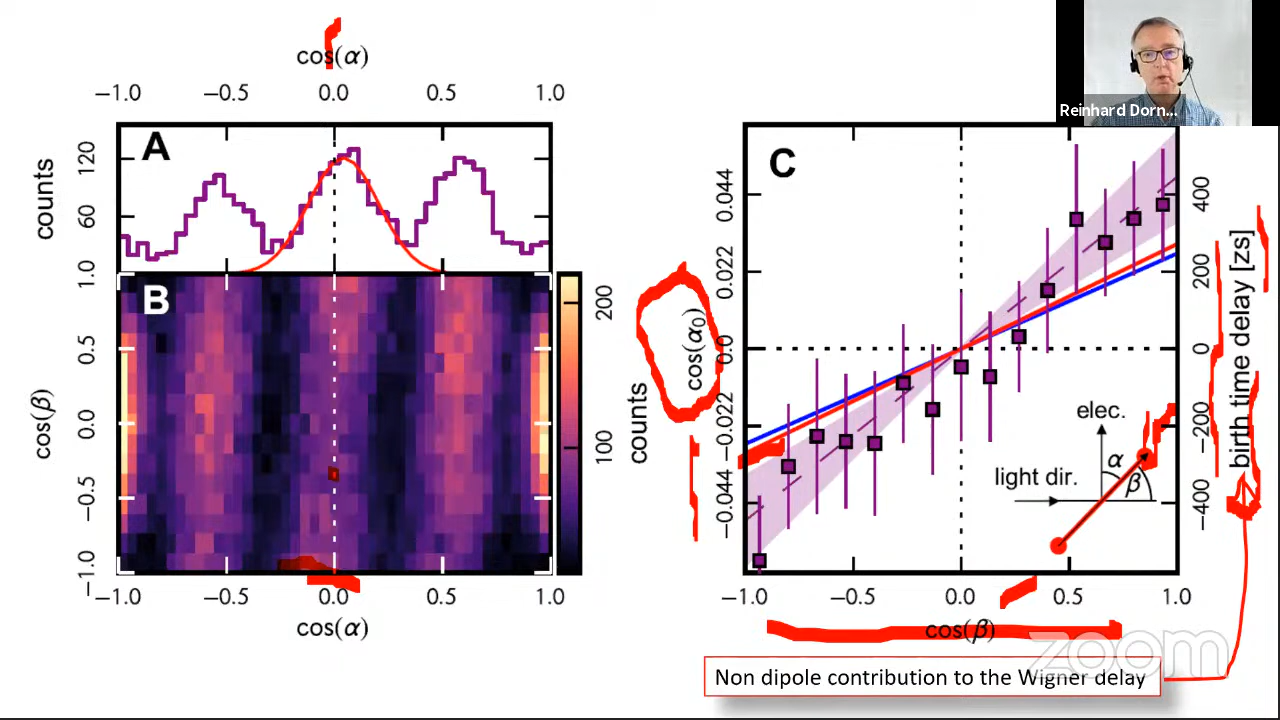 cos(α)
−1.0 −0.5 0.0 0.5 1.0
A
counts
120
60
B
cos(β)
1.0
0.5
0.0
−0.5
−1.0
−1.0 −0.5 0.0 0.5 1.0
cos(α)
200
100
counts
C
cos(α₀)
0.044
0.022
0.0
−0.022
−0.044
−1.0 −0.5 0.0 0.5 1.0
cos(β)
400
200
0
−200
−400
birth time delay [zs]
elec.
α
light dir.
β
Reinhard Dorn...
zoom
Non dipole contribution to the Wigner delay